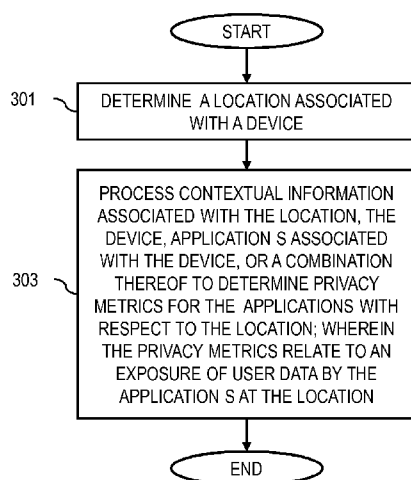 START
301
DETERMINE A LOCATION ASSOCIATED
WITH A DEVICE
303
PROCESS CONTEXTUAL INFORMATION
ASSOCIATED WITH THE LOCATION, THE
DEVICE, APPLICATION S ASSOCIATED
WITH THE DEVICE, OR A COMBINATION
THEREOF TO DETERMINE PRIVACY
METRICS FOR THE APPLICATIONS WITH
RESPECT TO THE LOCATION; WHEREIN
THE PRIVACY METRICS RELATE TO AN
EXPOSURE OF USER DATA BY THE
APPLICATION S AT THE LOCATION
END